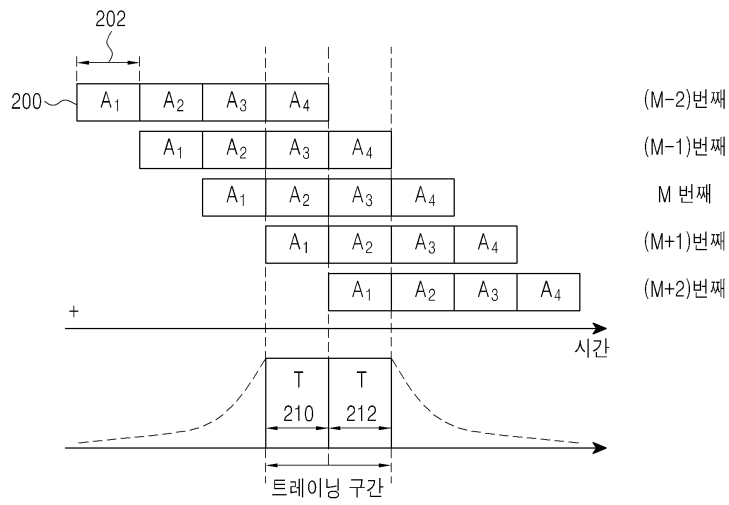 202
200 A1 A2 A3 A4 (M-2)번째
A1 A2 A3 A4 (M-1)번째
A1 A2 A3 A4 M 번째
A1 A2 A3 A4 (M+1)번째
A1 A2 A3 A4 (M+2)번째
+
시간
T T
210 212
트레이닝 구간